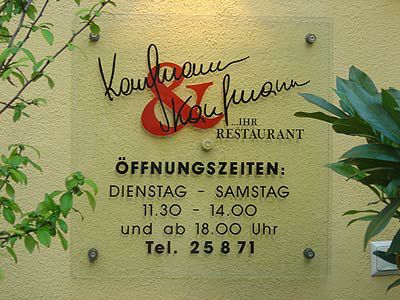 Kaufmann
&
Kaufmann
...IHR
RESTAURANT
ÖFFNUNGSZEITEN:
DIENSTAG - SAMSTAG
11.30 - 14.00
und ab 18.00 Uhr
Tel. 25871